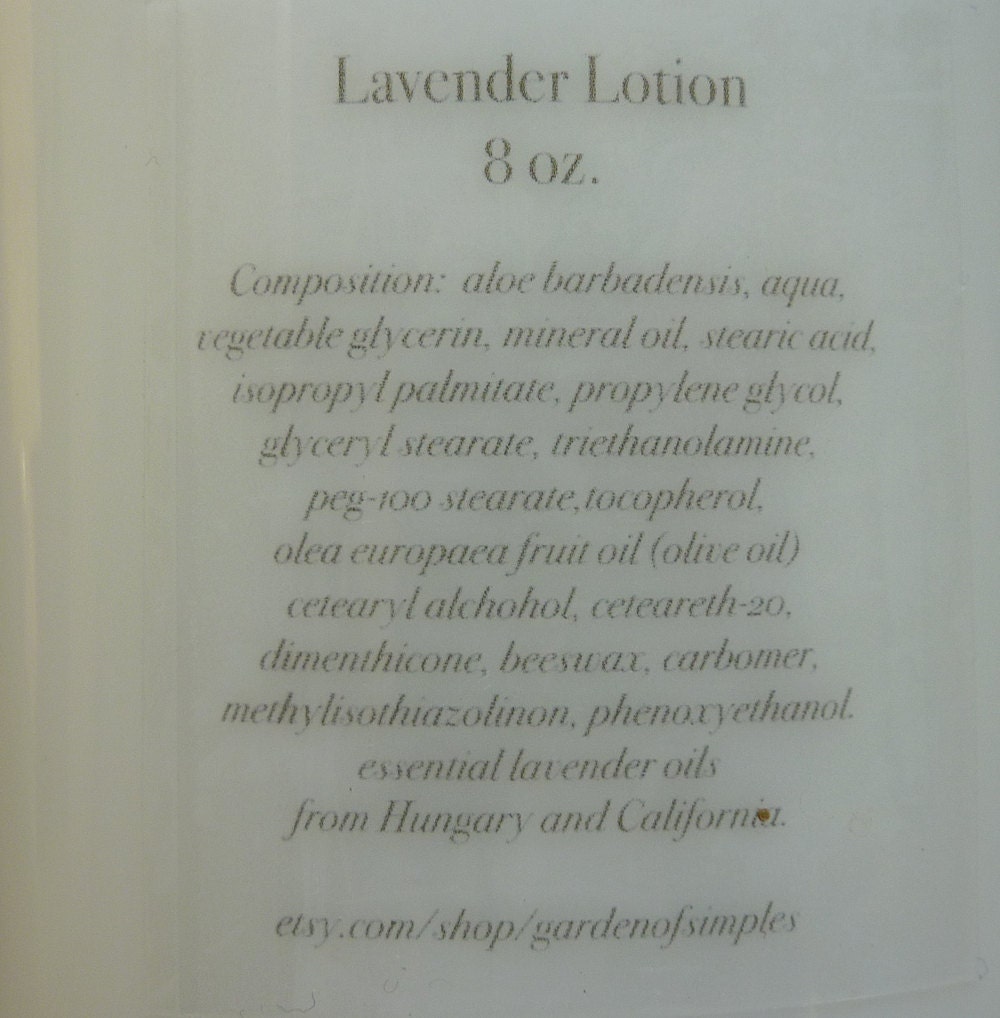 Lavender Lotion
8 oz.
Composition: aloe barbadensis, aqua,
vegetable glycerin, mineral oil, stearic acid,
isopropyl palmitate, propylene glycol,
glyceryl stearate, triethanolamine,
peg-100 stearate,tocopherol,
olea europaea fruit oil (olive oil)
cetearyl alchohol, ceteareth-20,
dimenthicone, beeswax, carbomer,
methylisothiazolinon, phenoxyethanol.
essential lavender oils
from Hungary and California.
etsy.com/shop/gardenofsimples